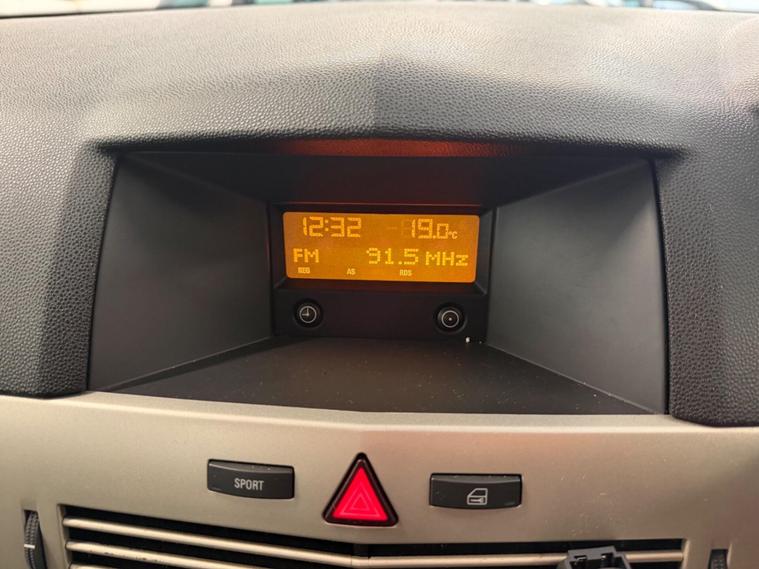 12:32 19.0°C
FM 91.5 MHz
REG AS RDS
SPORT